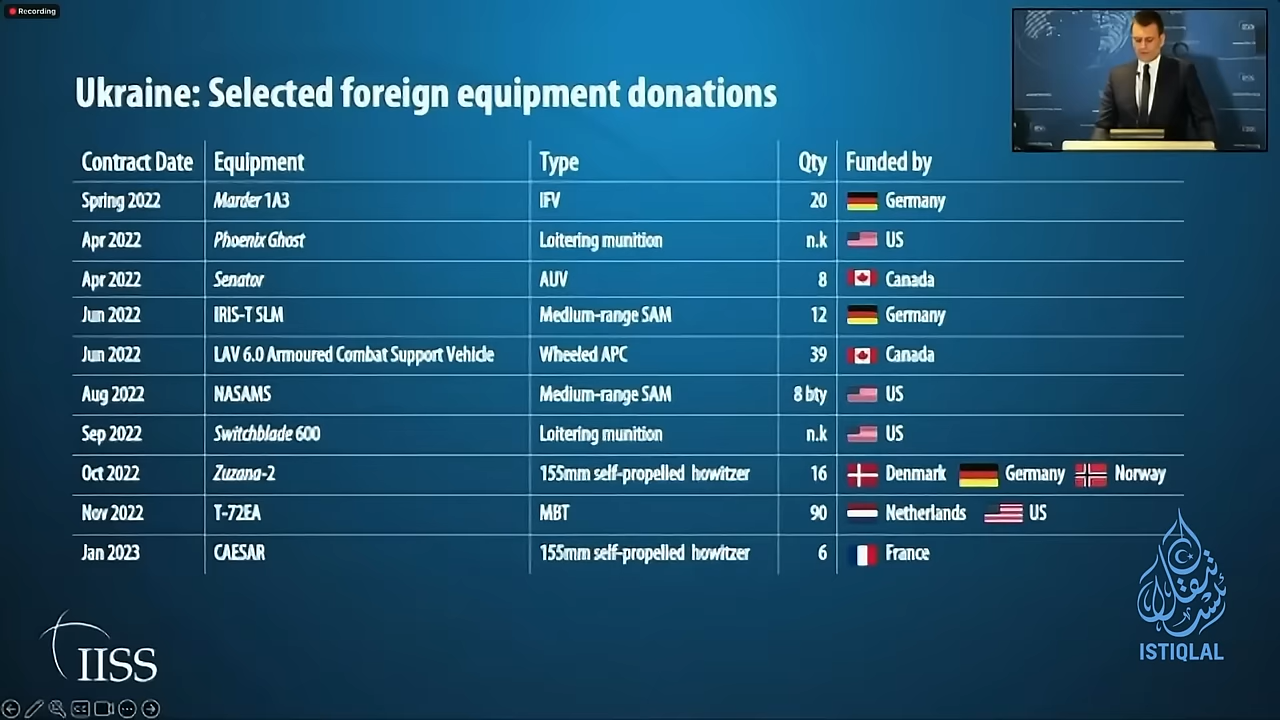 Recording
Ukraine: Selected foreign equipment donations
Contract Date Equipment Type Qty Funded by
Spring 2022 Marder 1A3 IFV 20 Germany
Apr 2022 Phoenix Ghost Loitering munition n.k US
Apr 2022 Senator AUV 8 Canada
Jun 2022 IRIS-T SLM Medium-range SAM 12 Germany
Jun 2022 LAV 6.0 Armoured Combat Support Vehicle Wheeled APC 39 Canada
Aug 2022 NASAMS Medium-range SAM 8 bty US
Sep 2022 Switchblade 600 Loitering munition n.k US
Oct 2022 Zuzana-2 155mm self-propelled howitzer 16 Denmark Germany Norway
Nov 2022 T-72EA MBT 90 Netherlands US
Jan 2023 CAESAR 155mm self-propelled howitzer 6 France
IISS
ISTIQLAL